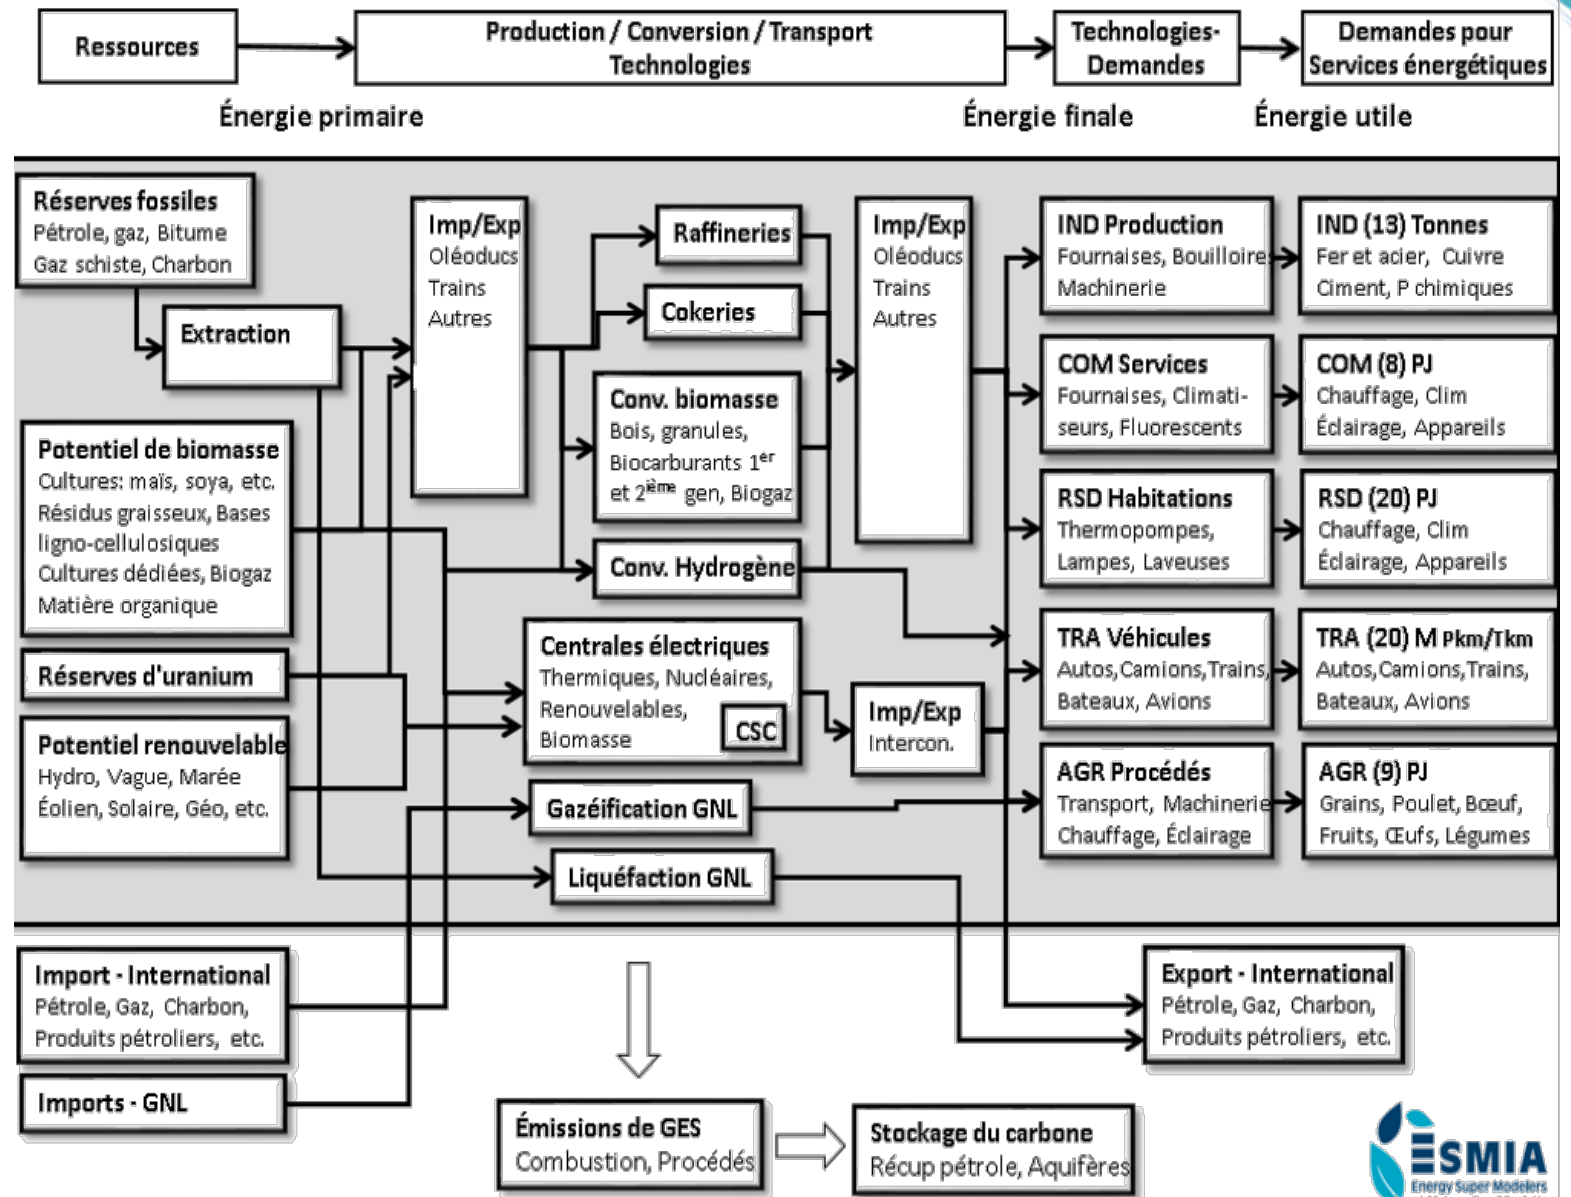 Ressources
Production / Conversion / Transport
Technologies
Technologies-
Demandes
Demandes pour
Services énergétiques
Énergie primaire
Énergie finale
Énergie utile
Réserves fossiles
Pétrole, gaz, Bitume
Gaz schiste, Charbon
Extraction
Potentiel de biomasse
Cultures: maïs, soya, etc.
Résidus graisseux, Bases
ligno-cellulosiques
Cultures dédiées, Biogaz
Matière organique
Réserves d'uranium
Potentiel renouvelable
Hydro, Vague, Marée
Éolien, Solaire, Géo, etc.
Imp/Exp
Oléoducs
Trains
Autres
Raffineries
Cokeries
Conv. biomasse
Bois, granules,
Biocarburants 1er
et 2ième gen, Biogaz
Conv. Hydrogène
Centrales électriques
Thermiques, Nucléaires,
Renouvelables,
Biomasse
CSC
Gazéification GNL
Liquéfaction GNL
Imp/Exp
Oléoducs
Trains
Autres
Imp/Exp
Intercon.
IND Production
Fournaises, Bouilloire
Machinerie
COM Services
Fournaises, Climati-
seurs, Fluorescents
RSD Habitations
Thermopompes,
Lampes, Laveuses
TRA Véhicules
Autos,Camions,Trains,
Bateaux, Avions
AGR Procédés
Transport, Machinerie
Chauffage, Éclairage
IND (13) Tonnes
Fer et acier, Cuivre
Ciment, P chimiques
COM (8) PJ
Chauffage, Clim
Éclairage, Appareils
RSD (20) PJ
Chauffage, Clim
Éclairage, Appareils
TRA (20) M Pkm/Tkm
Autos,Camions,Trains,
Bateaux, Avions
AGR (9) PJ
Grains, Poulet, Bœuf,
Fruits, Œufs, Légumes
Import - International
Pétrole, Gaz, Charbon,
Produits pétroliers, etc.
Imports - GNL
Export - International
Pétrole, Gaz, Charbon,
Produits pétroliers, etc.
Émissions de GES
Combustion, Procédés
Stockage du carbone
Récup pétrole, Aquifères
ESMIA
Energy Super Modelers